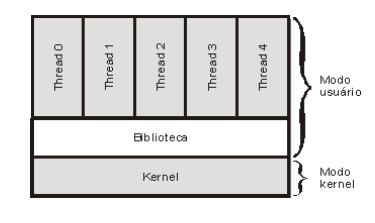 Thread 0
Thread 1
Thread 2
Thread 3
Thread 4
Biblioteca
Kernel
Modo
usuário
Modo
kernel